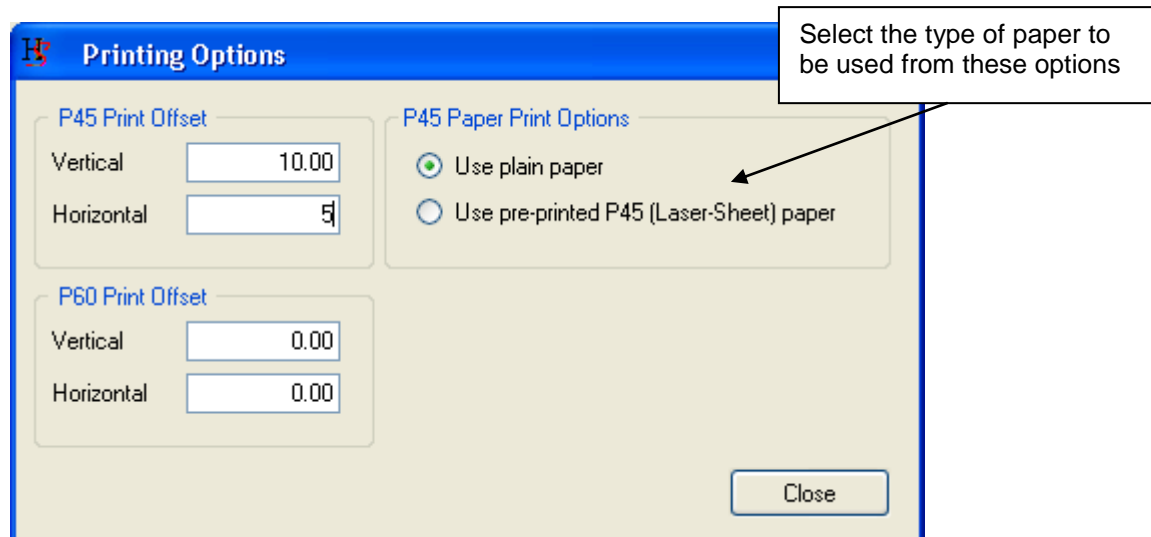 Select the type of paper to
be used from these options
HS
Printing Options
P45 Print Offset
Vertical 10.00
Horizontal 5
P45 Paper Print Options
Use plain paper
Use pre-printed P45 (Laser-Sheet) paper
P60 Print Offset
Vertical 0.00
Horizontal 0.00
Close